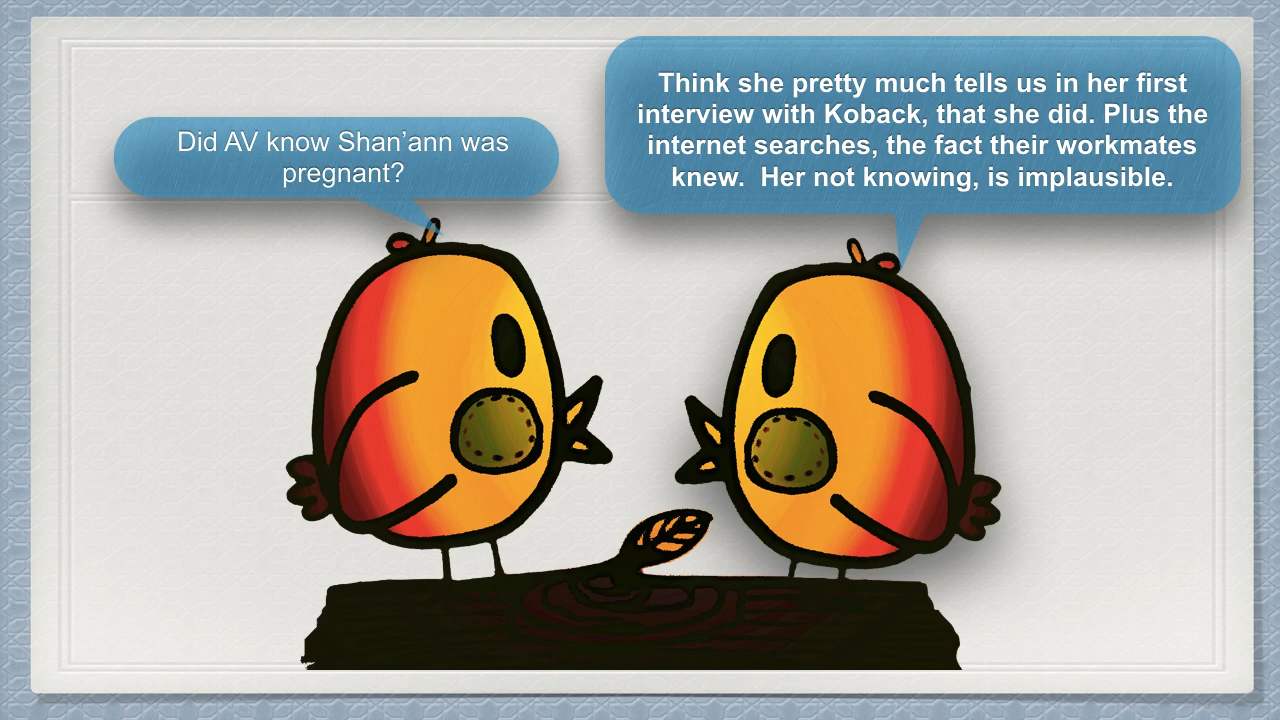 Did AV know Shan’ann was
pregnant?
Think she pretty much tells us in her first
interview with Koback, that she did. Plus the
internet searches, the fact their workmates
knew.  Her not knowing, is implausible.